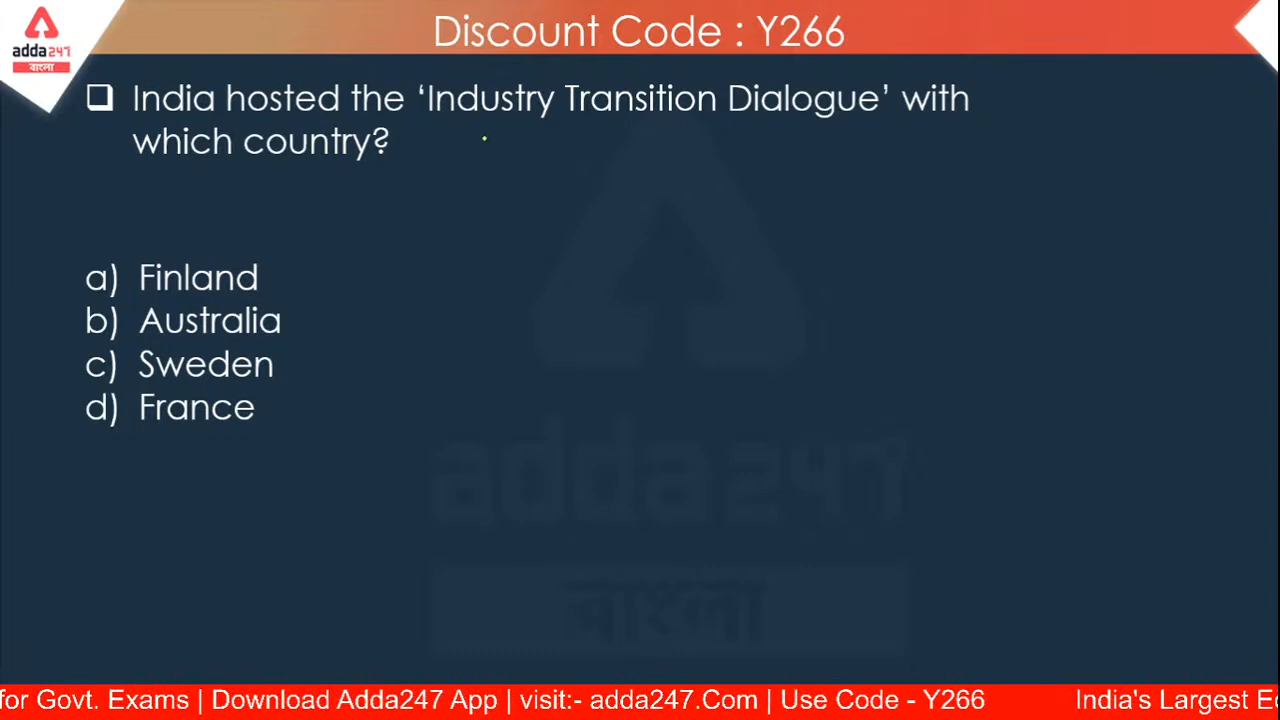 Discount Code : Y266
adda247
বাংলা
❑ India hosted the ‘Industry Transition Dialogue’ with
which country?
a) Finland
b) Australia
c) Sweden
d) France
adda247
বাংলা
for Govt. Exams | Download Adda247 App | visit:- adda247.Com | Use Code - Y266 India's Largest E